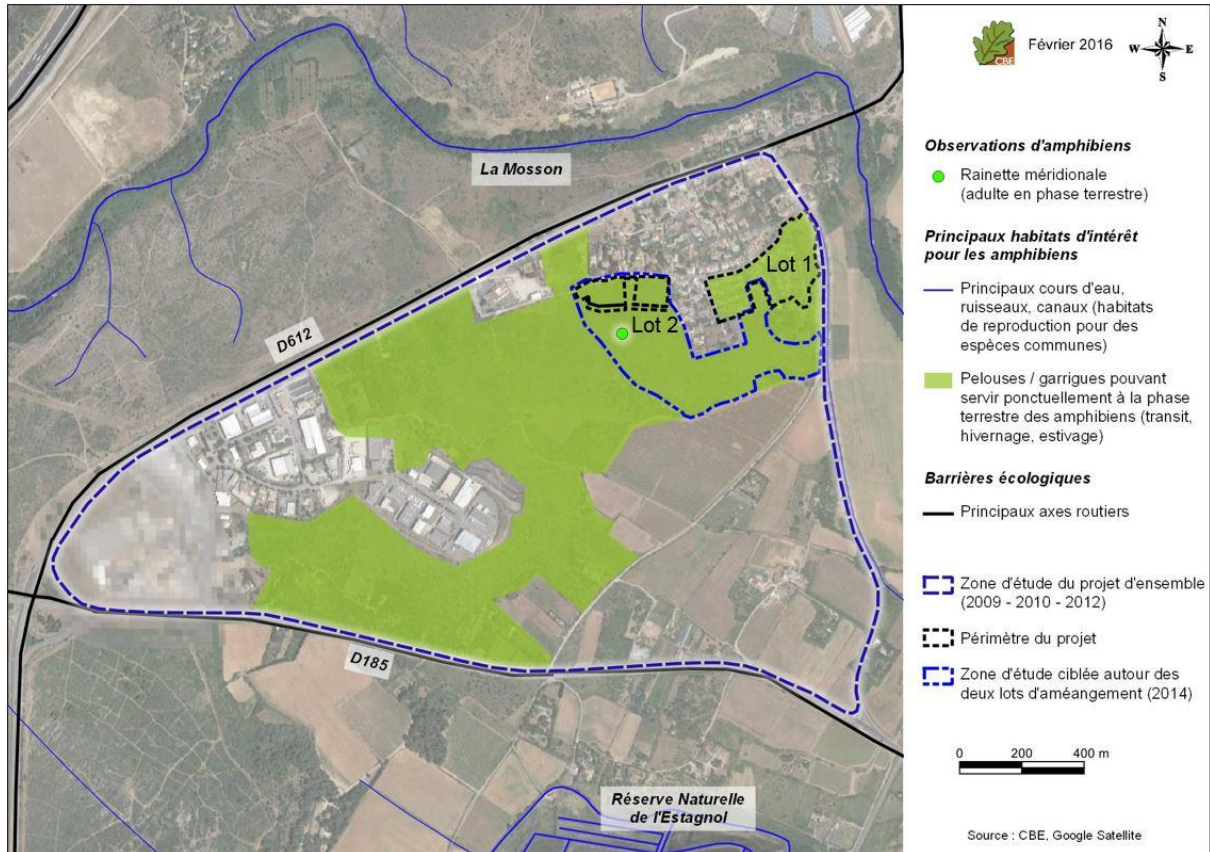 La Mosson
D612
Lot 1
Lot 2
D185
Réserve Naturelle
de l'Estagnol
CBE
Février 2016
N
W
E
S
Observations d'amphibiens
Rainette méridionale
(adulte en phase terrestre)
Principaux habitats d'intérêt
pour les amphibiens
Principaux cours d'eau,
ruisseaux, canaux (habitats
de reproduction pour des
espèces communes)
Pelouses / garrigues pouvant
servir ponctuellement à la phase
terrestre des amphibiens (transit,
hivernage, estivage)
Barrières écologiques
Principaux axes routiers
Zone d'étude du projet d'ensemble
(2009 - 2010 - 2012)
Périmètre du projet
Zone d'étude ciblée autour des
deux lots d'améangement (2014)
0 200 400 m
Source : CBE, Google Satellite